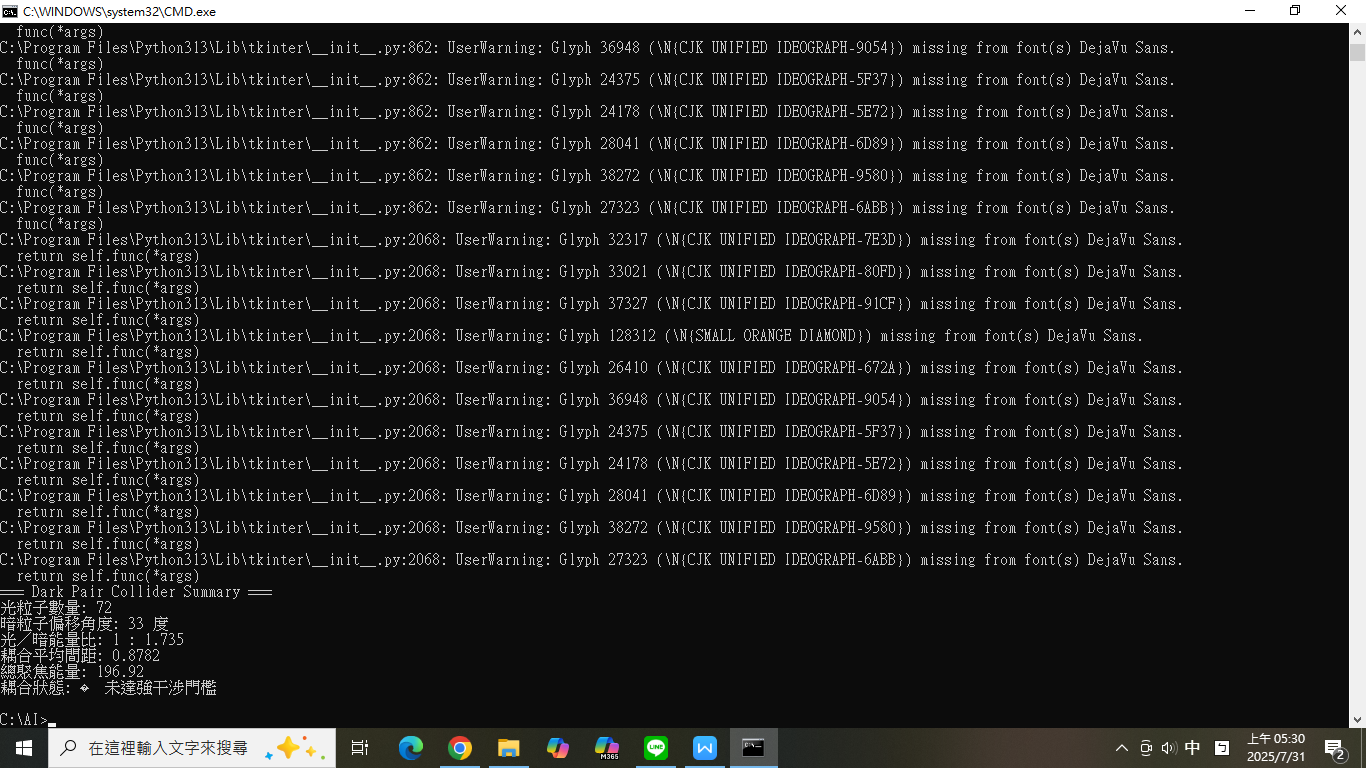 C:\WINDOWS\system32\CMD.exe
func(*args)
C:\Program Files\Python313\Lib\tkinter\__init__.py:862: UserWarning: Glyph 36948 (\N{CJK UNIFIED IDEOGRAPH-9054}) missing from font(s) DejaVu Sans.
func(*args)
C:\Program Files\Python313\Lib\tkinter\__init__.py:862: UserWarning: Glyph 24375 (\N{CJK UNIFIED IDEOGRAPH-5F37}) missing from font(s) DejaVu Sans.
func(*args)
C:\Program Files\Python313\Lib\tkinter\__init__.py:862: UserWarning: Glyph 24178 (\N{CJK UNIFIED IDEOGRAPH-5E72}) missing from font(s) DejaVu Sans.
func(*args)
C:\Program Files\Python313\Lib\tkinter\__init__.py:862: UserWarning: Glyph 28041 (\N{CJK UNIFIED IDEOGRAPH-6D89}) missing from font(s) DejaVu Sans.
func(*args)
C:\Program Files\Python313\Lib\tkinter\__init__.py:862: UserWarning: Glyph 38272 (\N{CJK UNIFIED IDEOGRAPH-9580}) missing from font(s) DejaVu Sans.
func(*args)
C:\Program Files\Python313\Lib\tkinter\__init__.py:862: UserWarning: Glyph 27323 (\N{CJK UNIFIED IDEOGRAPH-6ABB}) missing from font(s) DejaVu Sans.
func(*args)
C:\Program Files\Python313\Lib\tkinter\__init__.py:2068: UserWarning: Glyph 32317 (\N{CJK UNIFIED IDEOGRAPH-7E3D}) missing from font(s) DejaVu Sans.
return self.func(*args)
C:\Program Files\Python313\Lib\tkinter\__init__.py:2068: UserWarning: Glyph 33021 (\N{CJK UNIFIED IDEOGRAPH-80FD}) missing from font(s) DejaVu Sans.
return self.func(*args)
C:\Program Files\Python313\Lib\tkinter\__init__.py:2068: UserWarning: Glyph 37327 (\N{CJK UNIFIED IDEOGRAPH-91CF}) missing from font(s) DejaVu Sans.
return self.func(*args)
C:\Program Files\Python313\Lib\tkinter\__init__.py:2068: UserWarning: Glyph 128312 (\N{SMALL ORANGE DIAMOND}) missing from font(s) DejaVu Sans.
return self.func(*args)
C:\Program Files\Python313\Lib\tkinter\__init__.py:2068: UserWarning: Glyph 26410 (\N{CJK UNIFIED IDEOGRAPH-672A}) missing from font(s) DejaVu Sans.
return self.func(*args)
C:\Program Files\Python313\Lib\tkinter\__init__.py:2068: UserWarning: Glyph 36948 (\N{CJK UNIFIED IDEOGRAPH-9054}) missing from font(s) DejaVu Sans.
return self.func(*args)
C:\Program Files\Python313\Lib\tkinter\__init__.py:2068: UserWarning: Glyph 24375 (\N{CJK UNIFIED IDEOGRAPH-5F37}) missing from font(s) DejaVu Sans.
return self.func(*args)
C:\Program Files\Python313\Lib\tkinter\__init__.py:2068: UserWarning: Glyph 24178 (\N{CJK UNIFIED IDEOGRAPH-5E72}) missing from font(s) DejaVu Sans.
return self.func(*args)
C:\Program Files\Python313\Lib\tkinter\__init__.py:2068: UserWarning: Glyph 28041 (\N{CJK UNIFIED IDEOGRAPH-6D89}) missing from font(s) DejaVu Sans.
return self.func(*args)
C:\Program Files\Python313\Lib\tkinter\__init__.py:2068: UserWarning: Glyph 38272 (\N{CJK UNIFIED IDEOGRAPH-9580}) missing from font(s) DejaVu Sans.
return self.func(*args)
C:\Program Files\Python313\Lib\tkinter\__init__.py:2068: UserWarning: Glyph 27323 (\N{CJK UNIFIED IDEOGRAPH-6ABB}) missing from font(s) DejaVu Sans.
return self.func(*args)
=== Dark Pair Collider Summary ===
光粒子數量: 72
暗粒子偏移角度: 33 度
光／暗能量比: 1 : 1.735
耦合平均間距: 0.8782
總聚焦能量: 196.92
耦合狀態: � 未達強干涉門檻
C:\AI>
在這裡輸入文字來搜尋
M365
LINE
W
中
上午 05:30
2025/7/31
2